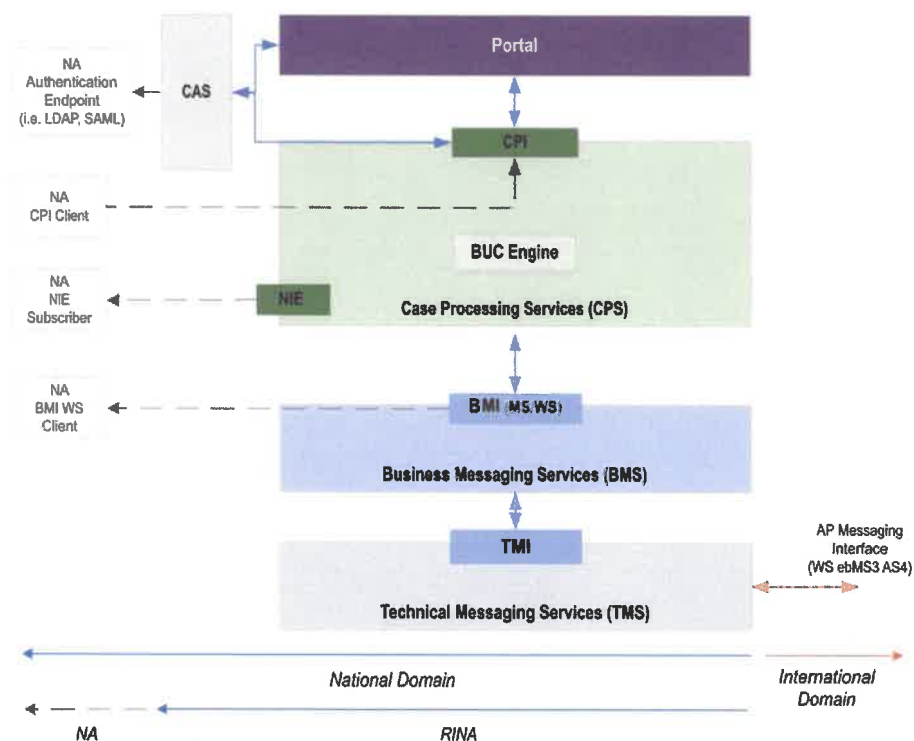 Portal
NA
Authentication
Endpoint
(i.e. LDAP, SAML)
CAS
CPI
NA
CPI Client
BUC Engine
NA
NIE
Subscriber
NIE
Case Processing Services (CPS)
NA
BMI WS
Client
BMI (MS/WS)
Business Messaging Services (BMS)
TMI
AP Messaging
Interface
(WS ebMS3 AS4)
Technical Messaging Services (TMS)
National Domain
International
Domain
NA
RINA